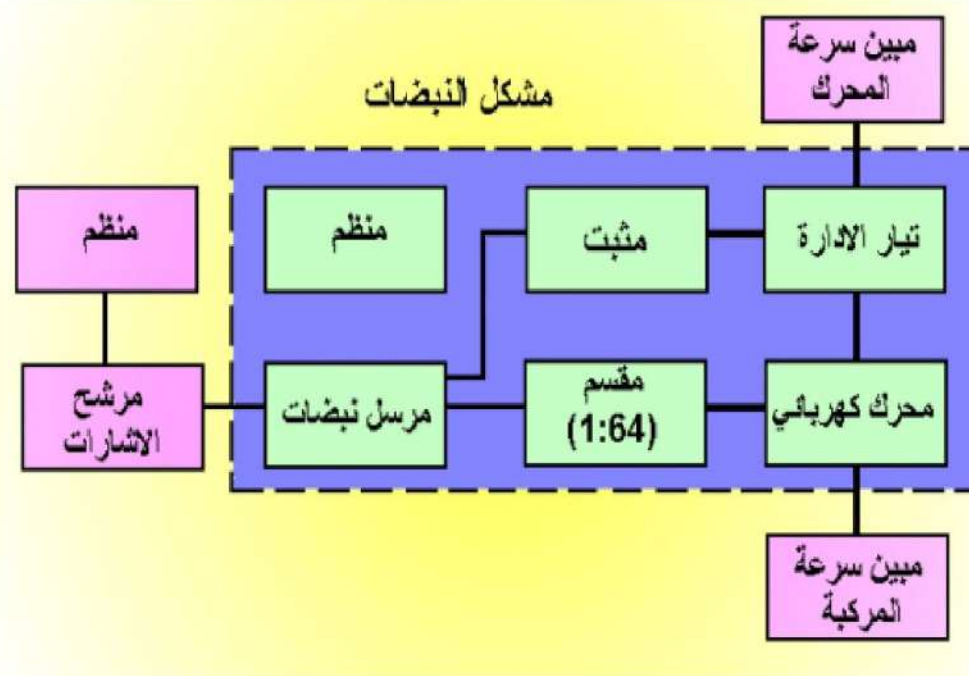 مبين سرعة
المحرك
مشكل النبضات
منظم
منظم
مثبت
تيار الادارة
مرشح
الاشارات
مرسل نبضات
مقسم
(1:64)
محرك كهربائي
مبين سرعة
المركبة